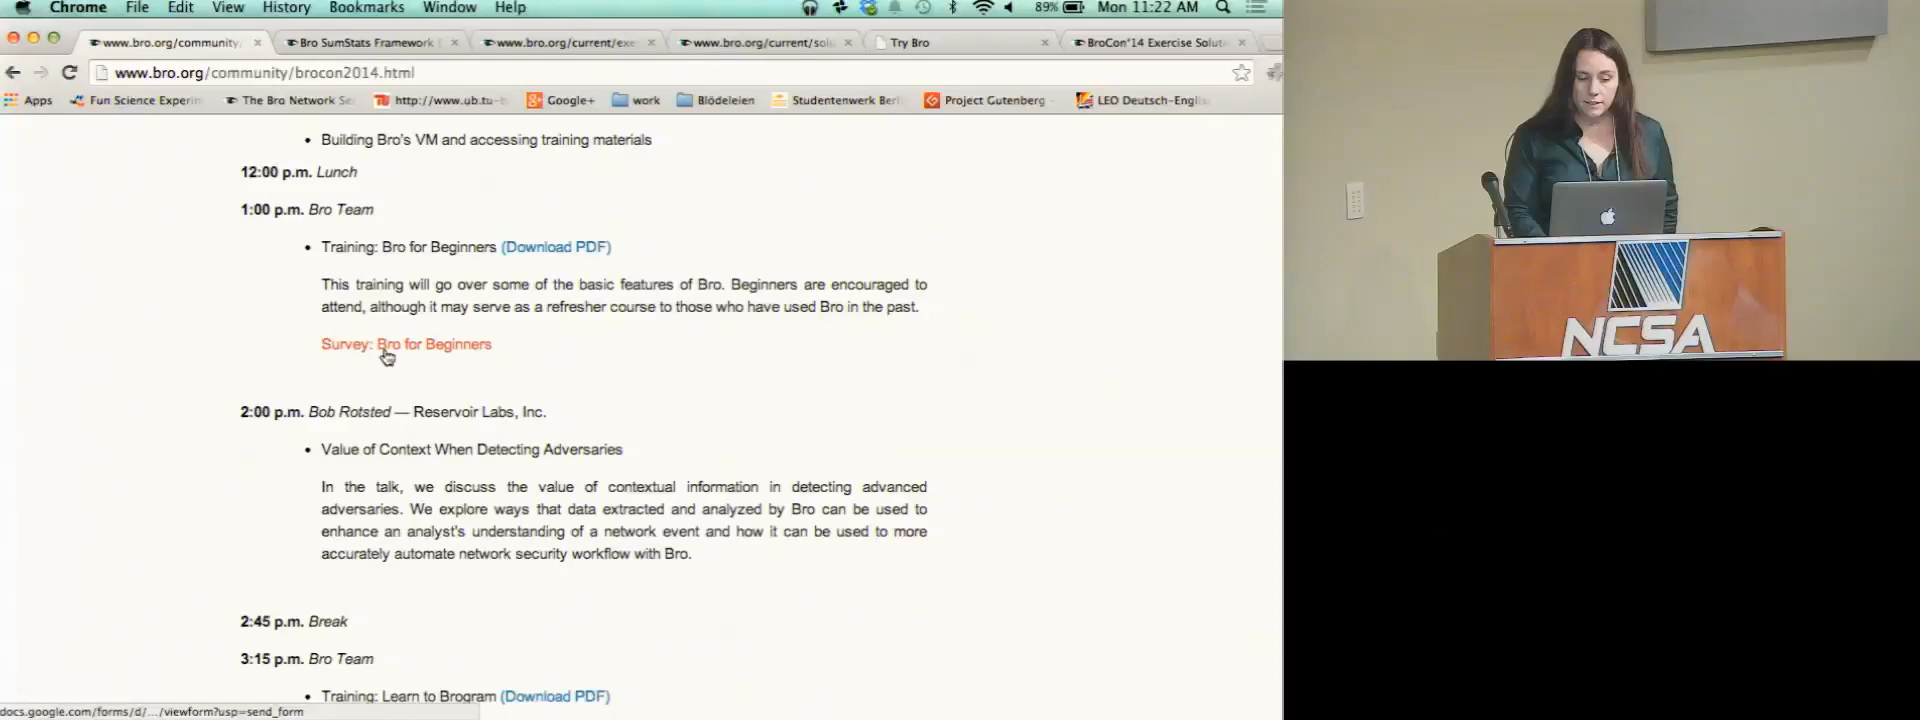 Chrome File Edit View History Bookmarks Window Help 89% Mon 11:22 AM
www.bro.org/community/ Bro SumStats Framework www.bro.org/current/exe www.bro.org/current/sol Try Bro BroCon'14 Exercise Solut
www.bro.org/community/brocon2014.html
Apps Fun Science Experin The Bro Network Se http://www.ub.tu-b Google+ work Blödeleien Studentenwerk Berl Project Gutenberg LEO Deutsch-Englis
• Building Bro's VM and accessing training materials
12:00 p.m. Lunch
1:00 p.m. Bro Team
• Training: Bro for Beginners (Download PDF)
This training will go over some of the basic features of Bro. Beginners are encouraged to
attend, although it may serve as a refresher course to those who have used Bro in the past.
Survey: Bro for Beginners
2:00 p.m. Bob Rotsted — Reservoir Labs, Inc.
• Value of Context When Detecting Adversaries
In the talk, we discuss the value of contextual information in detecting advanced
adversaries. We explore ways that data extracted and analyzed by Bro can be used to
enhance an analyst's understanding of a network event and how it can be used to more
accurately automate network security workflow with Bro.
2:45 p.m. Break
3:15 p.m. Bro Team
• Training: Learn to Brogram (Download PDF)
docs.google.com/forms/d/.../viewform?usp=send_form
NCSA